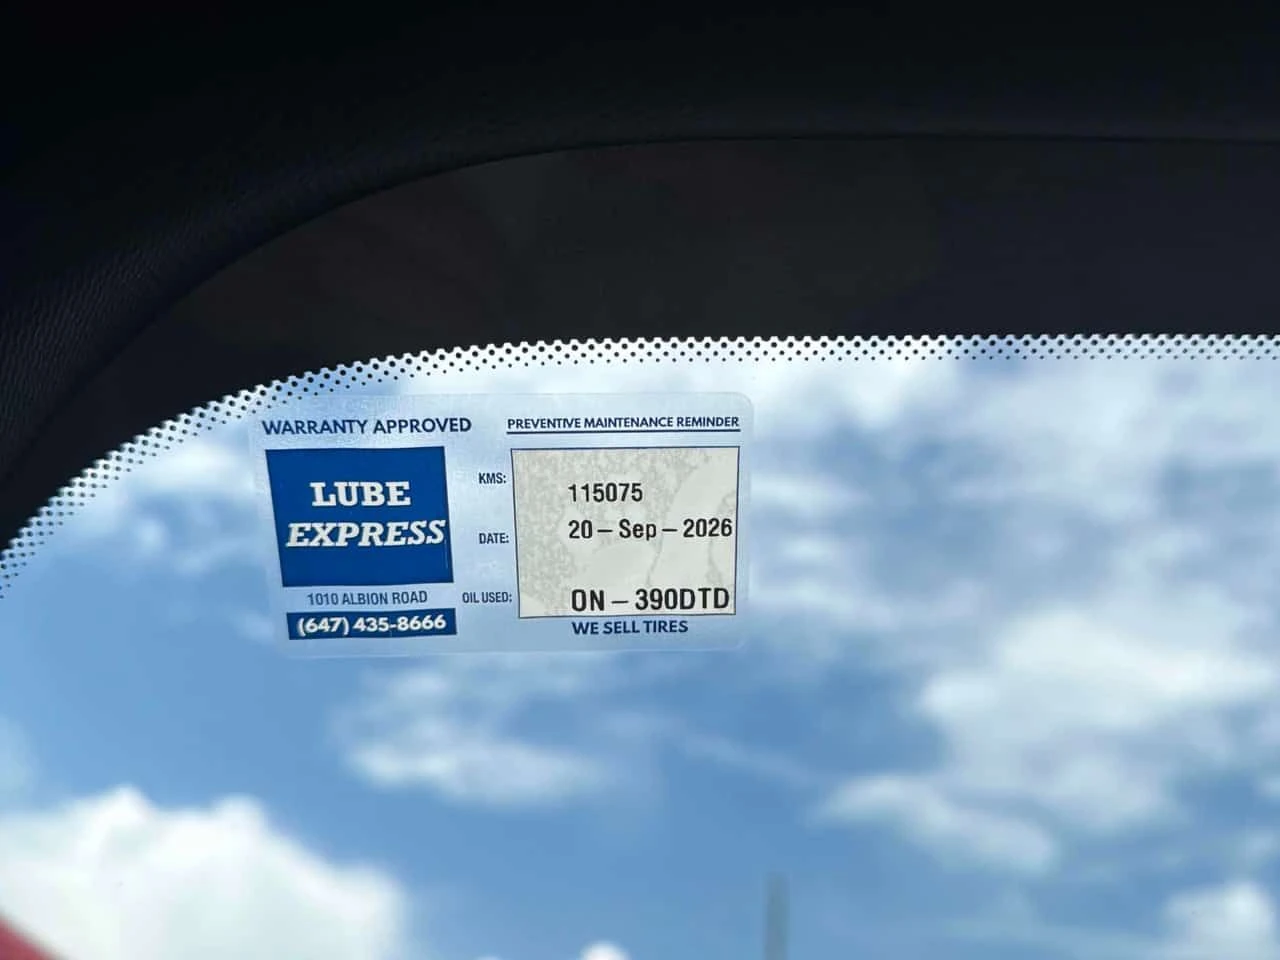 WARRANTY APPROVED
LUBE
EXPRESS
1010 ALBION ROAD
(647) 435-8666
PREVENTIVE MAINTENANCE REMINDER
KMS: 115075
DATE: 20 – Sep – 2026
OIL USED: ON – 390DTD
WE SELL TIRES